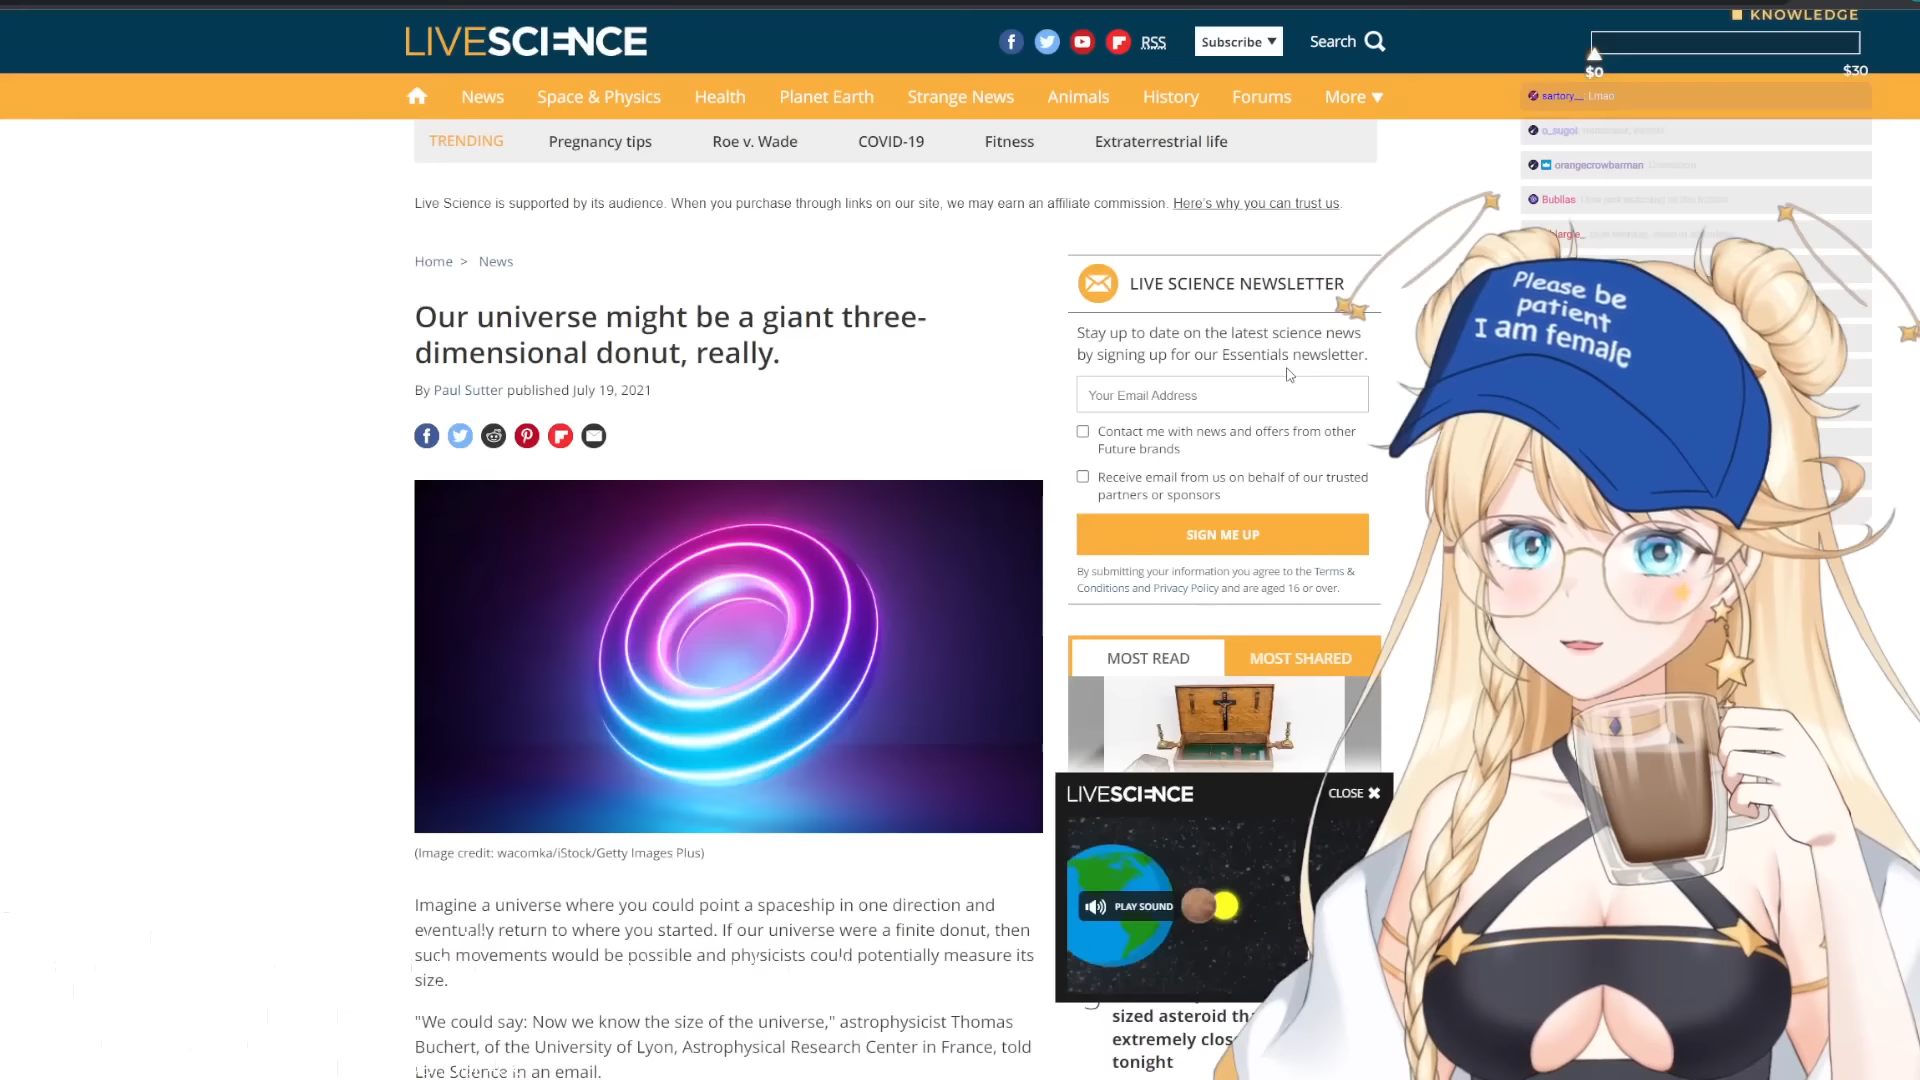 KNOWLEDGE
$0
$30
LIVESCIENCE
RSS
Subscribe ▼
Search
News
Space & Physics
Health
Planet Earth
Strange News
Animals
History
Forums
More ▼
TRENDING
Pregnancy tips
Roe v. Wade
COVID-19
Fitness
Extraterrestrial life
sartory__ Lmao
o_sugoi
orangecrowbarman
Bubllas
Live Science is supported by its audience. When you purchase through links on our site, we may earn an affiliate commission. Here's why you can trust us.
Home > News
Our universe might be a giant three-
dimensional donut, really.
By Paul Sutter published July 19, 2021
(Image credit: wacomka/iStock/Getty Images Plus)
Imagine a universe where you could point a spaceship in one direction and
eventually return to where you started. If our universe were a finite donut, then
such movements would be possible and physicists could potentially measure its
size.
"We could say: Now we know the size of the universe," astrophysicist Thomas
Buchert, of the University of Lyon, Astrophysical Research Center in France, told
Live Science in an email.
LIVE SCIENCE NEWSLETTER
Stay up to date on the latest science news
by signing up for our Essentials newsletter.
Your Email Address
Contact me with news and offers from other
Future brands
Receive email from us on behalf of our trusted
partners or sponsors
SIGN ME UP
By submitting your information you agree to the Terms &
Conditions and Privacy Policy and are aged 16 or over.
MOST READ
MOST SHARED
LIVESCIENCE
CLOSE ✖
PLAY SOUND
sized asteroid
extremely
tonight
Please be
patient
I am female